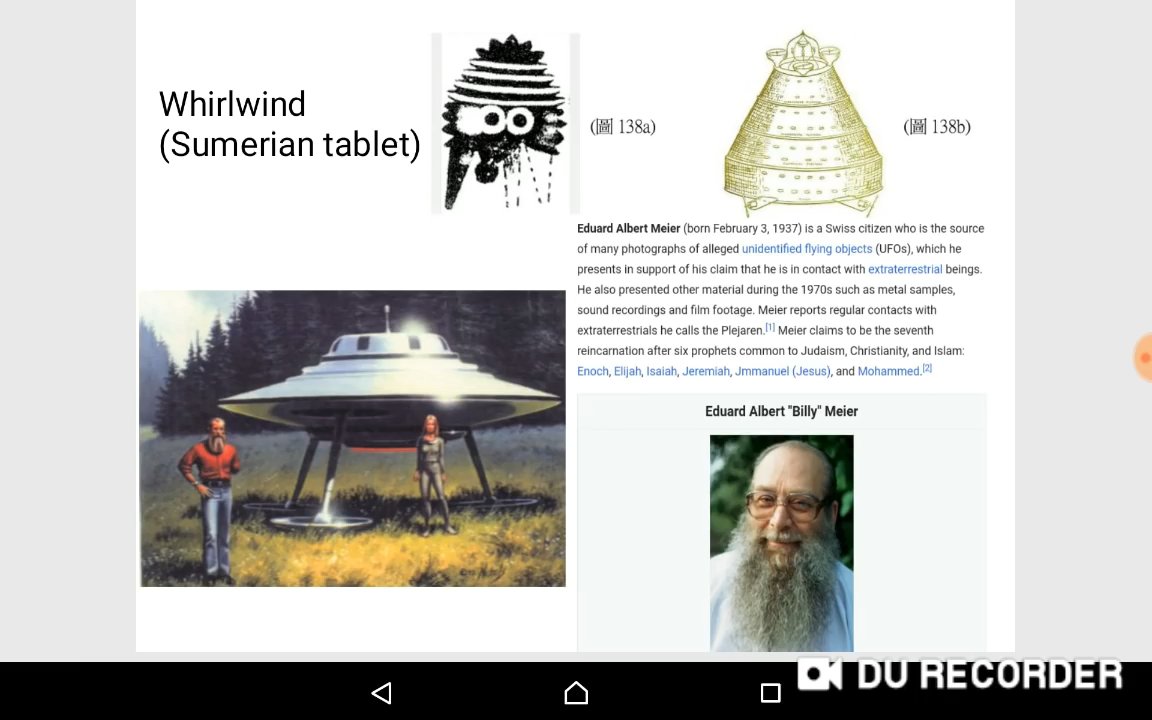 Whirlwind
(Sumerian tablet)
(圖 138a)
(圖 138b)
Eduard Albert Meier (born February 3, 1937) is a Swiss citizen who is the source
of many photographs of alleged unidentified flying objects (UFOs), which he
presents in support of his claim that he is in contact with extraterrestrial beings.
He also presented other material during the 1970s such as metal samples,
sound recordings and film footage. Meier reports regular contacts with
extraterrestrials he calls the Plejaren.[1] Meier claims to be the seventh
reincarnation after six prophets common to Judaism, Christianity, and Islam:
Enoch, Elijah, Isaiah, Jeremiah, Jmmanuel (Jesus), and Mohammed.[2]
Eduard Albert "Billy" Meier
DU RECORDER